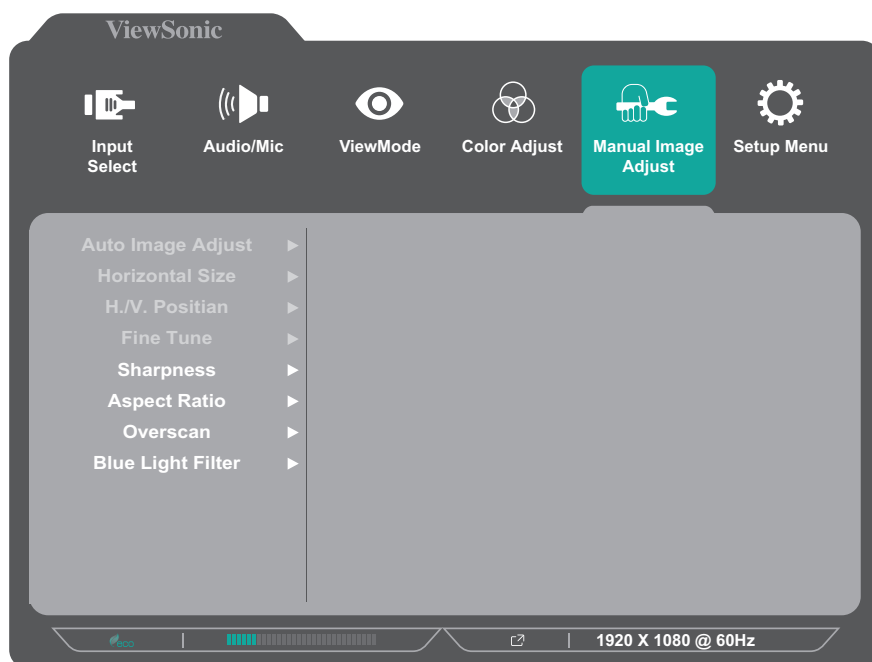 ViewSonic
Input
Select
Audio/Mic
ViewMode
Color Adjust
Manual Image
Adjust
Setup Menu
Auto Image Adjust
Horizontal Size
H./V. Positian
Fine Tune
Sharpness
Aspect Ratio
Overscan
Blue Light Filter
eco
1920 X 1080 @ 60Hz